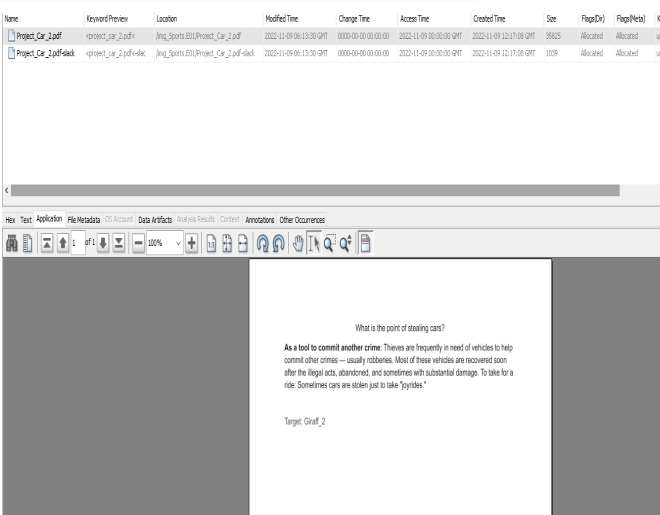 Name Keyword Preview Location Modified Time Change Time Access Time Created Time Size Flags(Dir) Flags(Meta) K
Project_Car_2.pdf «project_car_2.pdf« /img_Sports.E01/Project_Car_2.pdf 2022-11-09 06:13:30 GMT 0000-00-00 00:00:00 2022-11-09 00:00:00 GMT 2022-11-09 12:17:08 GMT 35825 Allocated Allocated u
Project_Car_2.pdf-slack «project_car_2.pdf«-slac /img_Sports.E01/Project_Car_2.pdf-slack 2022-11-09 06:13:30 GMT 0000-00-00 00:00:00 2022-11-09 00:00:00 GMT 2022-11-09 12:17:08 GMT 1039 Allocated Allocated u
Hex Text Application File Metadata OS Account Data Artifacts Analysis Results Context Annotations Other Occurrences
1 of 1 100% 1:1
What is the point of stealing cars?
As a tool to commit another crime: Thieves are frequently in need of vehicles to help
commit other crimes — usually robberies. Most of these vehicles are recovered soon
after the illegal acts, abandoned, and sometimes with substantial damage. To take for a
ride: Sometimes cars are stolen just to take "joyrides."
Target: Giraff_2